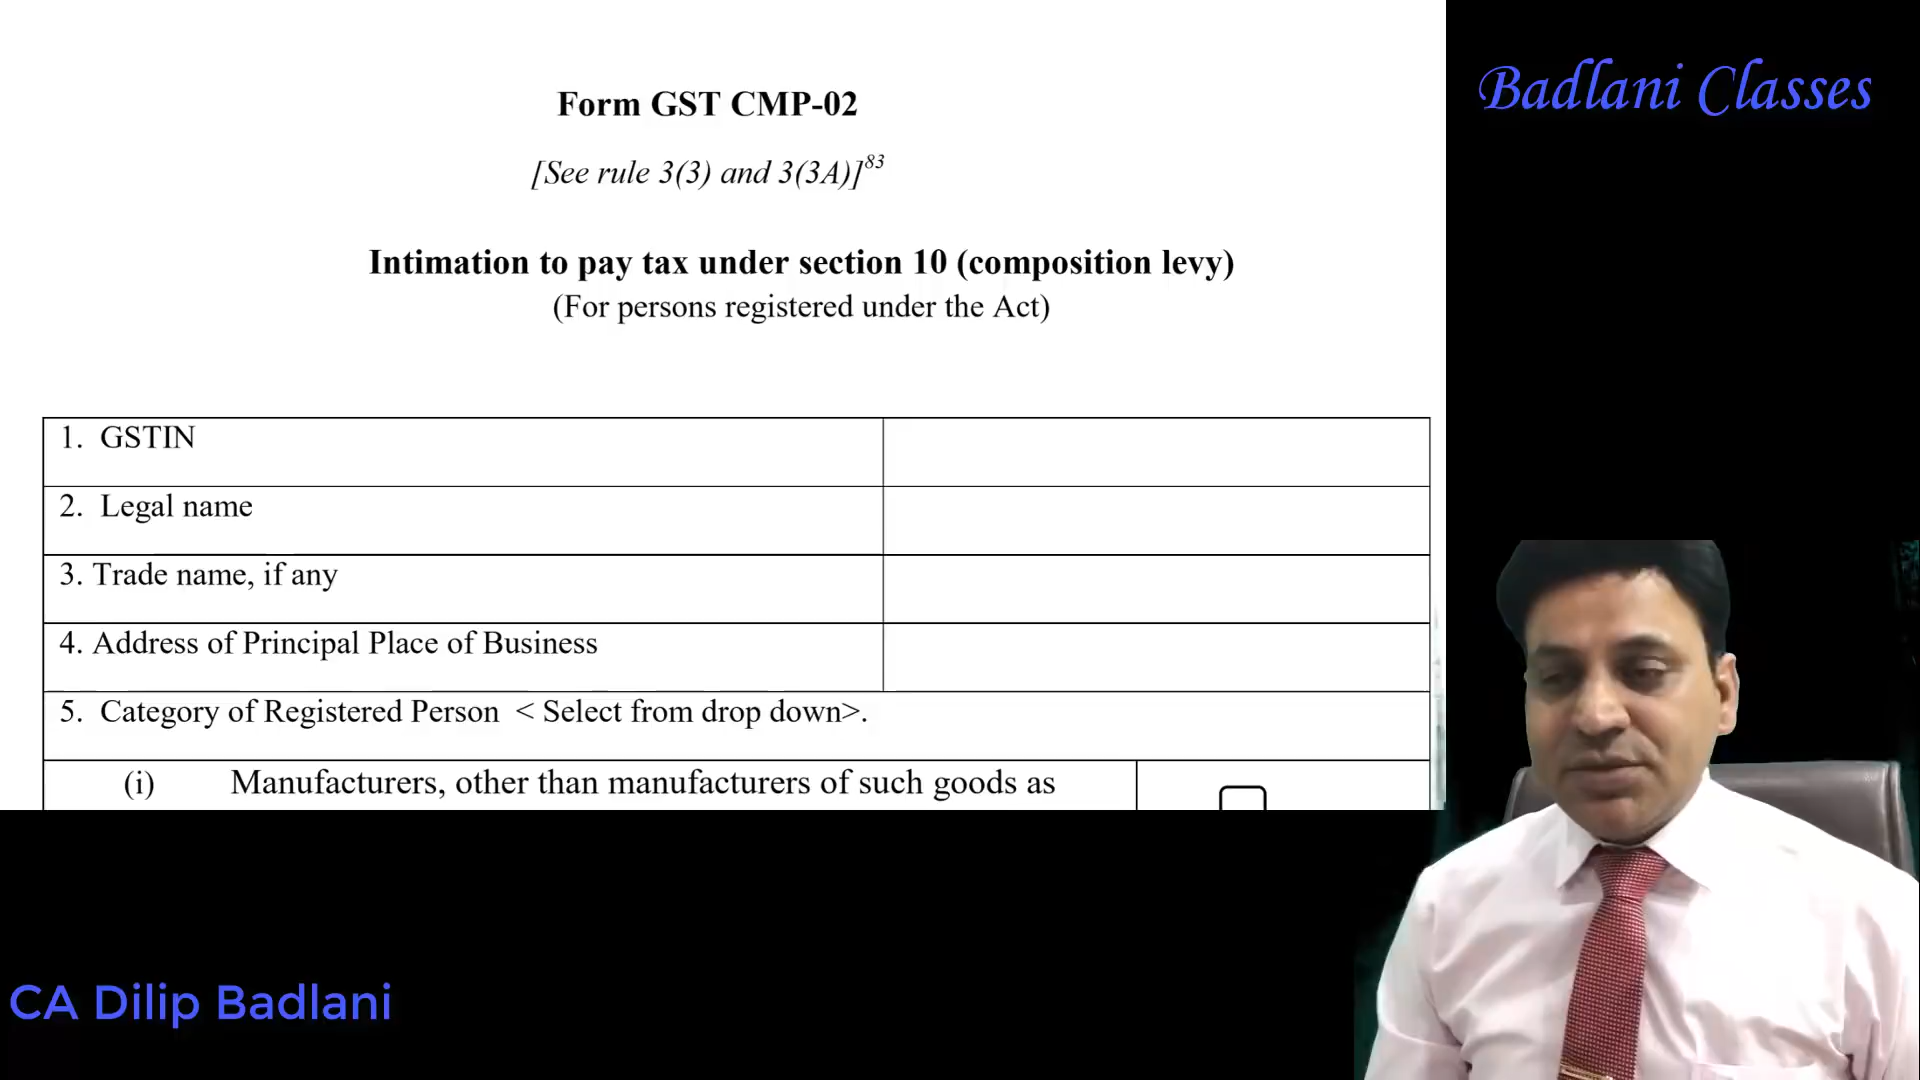 Form GST CMP-02
[See rule 3(3) and 3(3A)]83
Intimation to pay tax under section 10 (composition levy)
(For persons registered under the Act)
1. GSTIN
2. Legal name
3. Trade name, if any
4. Address of Principal Place of Business
5. Category of Registered Person < Select from drop down>.
(i) Manufacturers, other than manufacturers of such goods as
Badlani Classes
CA Dilip Badlani